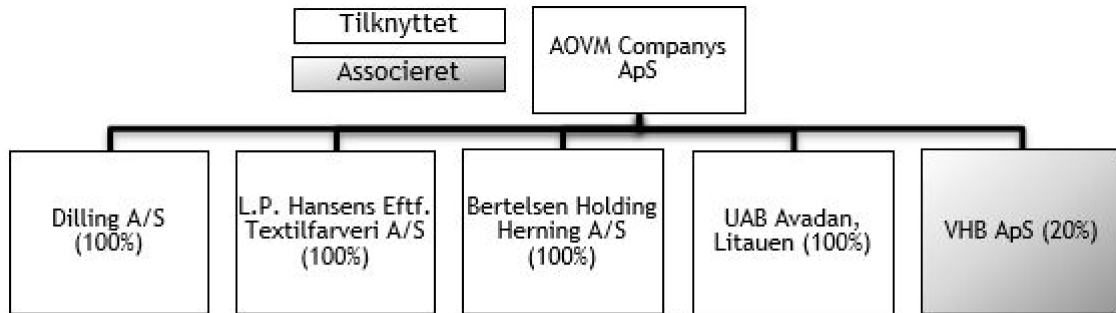 Tilknyttet
Associeret
AOVM Companys
ApS
Dilling A/S
(100%)
L.P. Hansens Eftf.
Textilfarveri A/S
(100%)
Bertelsen Holding
Herning A/S
(100%)
UAB Avadan,
Litauen (100%)
VHB ApS (20%)